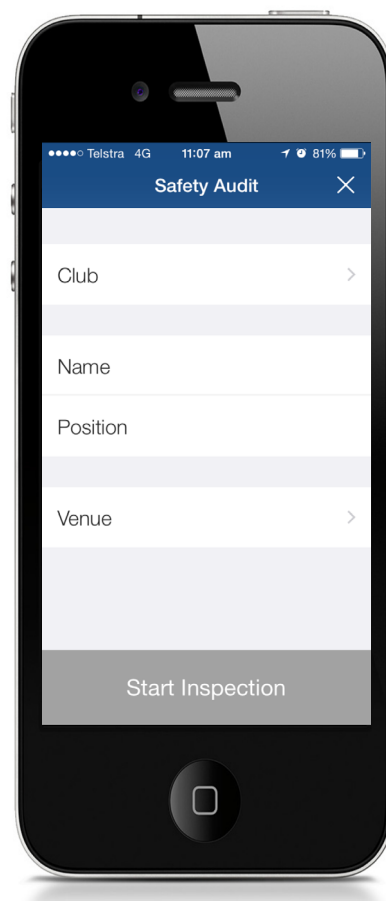 Telstra 4G 11:07 am 81%
Safety Audit
Club
Name
Position
Venue
Start Inspection